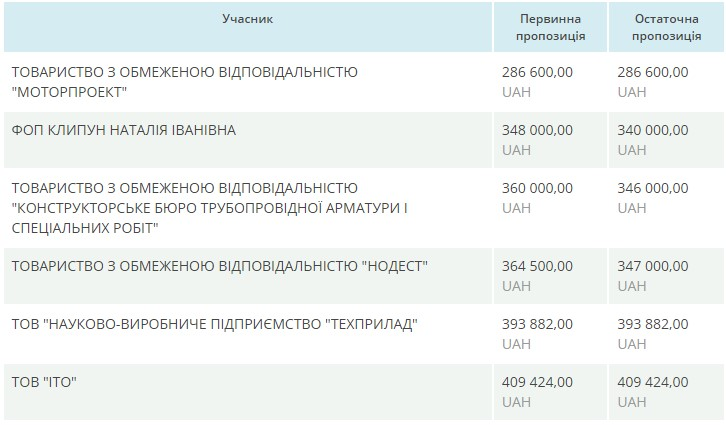 Учасник
Первинна
пропозиція
Остаточна
пропозиція
ТОВАРИСТВО З ОБМЕЖЕНОЮ ВІДПОВІДАЛЬНІСТЮ
"МОТОРПРОЕКТ"
286 600,00
UAH
286 600,00
UAH
ФОП КЛИПУН НАТАЛІЯ ІВАНІВНА
348 000,00
UAH
340 000,00
UAH
ТОВАРИСТВО З ОБМЕЖЕНОЮ ВІДПОВІДАЛЬНІСТЮ
"КОНСТРУКТОРСЬКЕ БЮРО ТРУБОПРОВІДНОЇ АРМАТУРИ І
СПЕЦІАЛЬНИХ РОБІТ"
360 000,00
UAH
346 000,00
UAH
ТОВАРИСТВО З ОБМЕЖЕНОЮ ВІДПОВІДАЛЬНІСТЮ "НОДЕСТ"
364 500,00
UAH
347 000,00
UAH
ТОВ "НАУКОВО-ВИРОБНИЧЕ ПІДПРИЄМСТВО "ТЕХПРИЛАД"
393 882,00
UAH
393 882,00
UAH
ТОВ "ІТО"
409 424,00
UAH
409 424,00
UAH